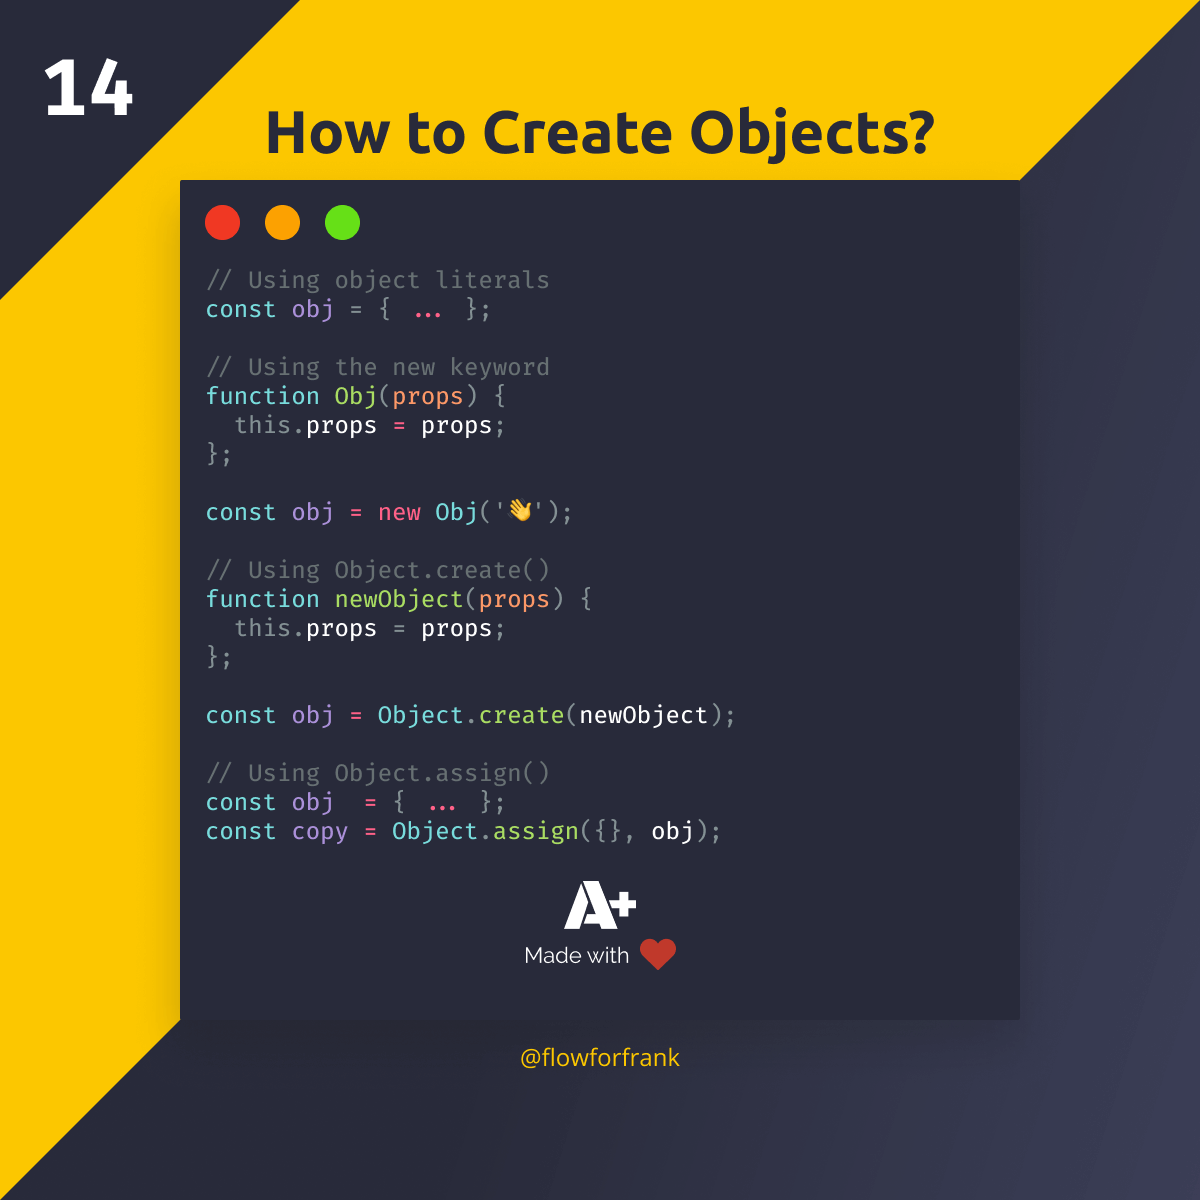 14
How to Create Objects?
// Using object literals
const obj = { ... };
// Using the new keyword
function Obj(props) {
  this.props = props;
};
const obj = new Obj('👋');
// Using Object.create()
function newObject(props) {
  this.props = props;
};
const obj = Object.create(newObject);
// Using Object.assign()
const obj  = { ... };
const copy = Object.assign({}, obj);
A+
Made with ❤
@flowforfrank